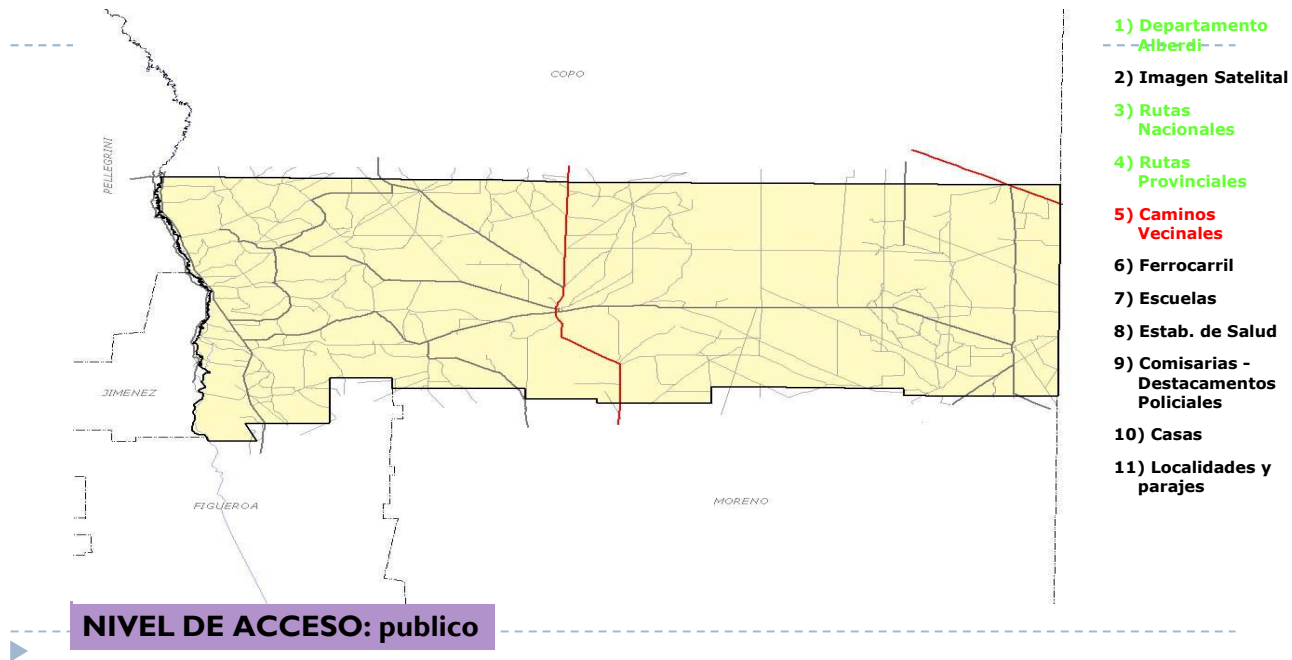 COPO
PELLEGRINI
JIMENEZ
FIGUEROA
MORENO
1) Departamento
Alberdi
2) Imagen Satelital
3) Rutas
Nacionales
4) Rutas
Provinciales
5) Caminos
Vecinales
6) Ferrocarril
7) Escuelas
8) Estab. de Salud
9) Comisarias -
Destacamentos
Policiales
10) Casas
11) Localidades y
parajes
NIVEL DE ACCESO: publico